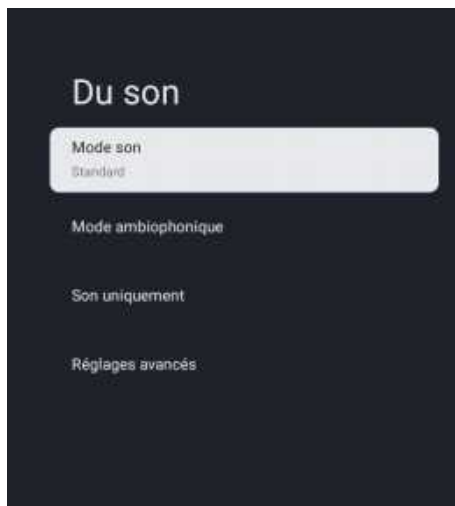 Du son
Mode son
Standard
Mode ambiophonique
Son uniquement
Réglages avancés